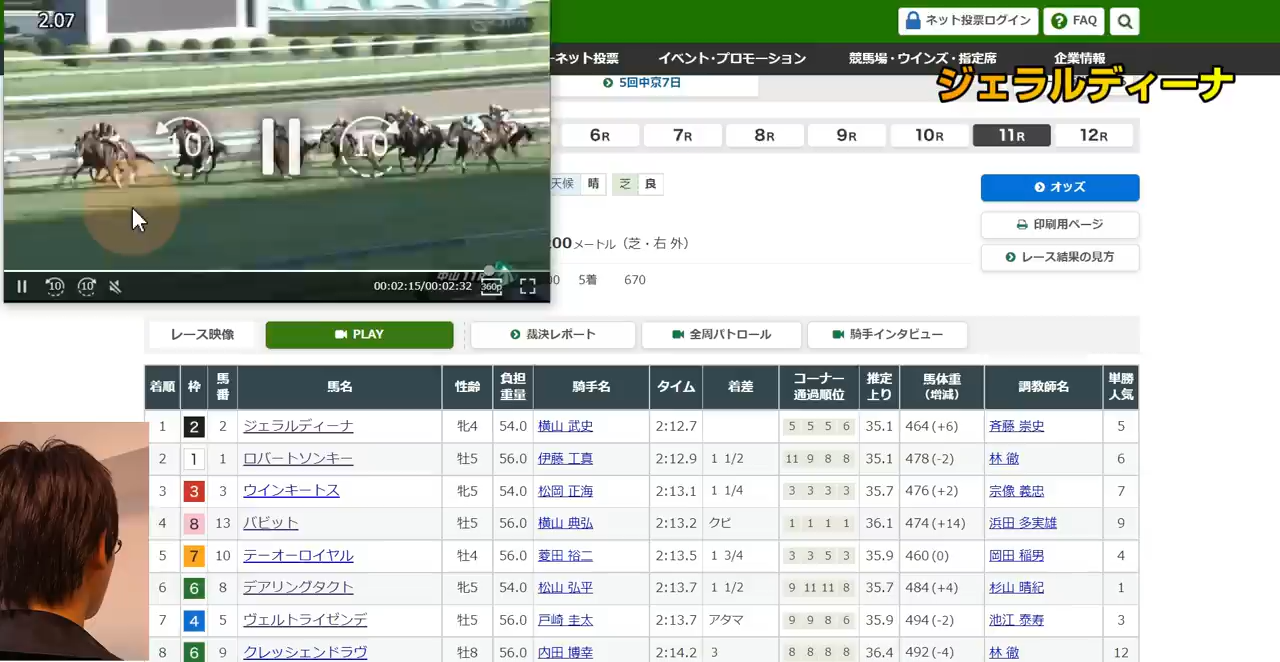 2.07
ネット投票ログイン
FAQ
ネット投票
イベント・プロモーション
競馬場・ウインズ・指定席
企業情報
5回中京7日
ジェラルディーナ
6R 7R 8R 9R 10R 11R 12R
天候 晴 芝 良
オッズ
印刷用ページ
00メートル（芝・右 外）
レース結果の見方
5着 670
10 10
10 10
00:02:15/00:02:32 360p
レース映像 PLAY 裁決レポート 全周パトロール 騎手インタビュー
着順 枠 馬番 馬名 性齢 負担重量 騎手名 タイム 着差 コーナー通過順位 推定上り 馬体重（増減） 調教師名 単勝人気
1 2 2 ジェラルディーナ 牝4 54.0 横山 武史 2:12.7 5 5 5 6 35.1 464 (+6) 斉藤 崇史 5
2 1 1 ロバートソンキー 牡5 56.0 伊藤 工真 2:12.9 1 1/2 11 9 8 8 35.1 478 (-2) 林 徹 6
3 3 3 ウインキートス 牝5 54.0 松岡 正海 2:13.1 1 1/4 3 3 3 3 35.7 476 (+2) 宗像 義忠 7
4 8 13 バビット 牡5 56.0 横山 典弘 2:13.2 クビ 1 1 1 1 36.1 474 (+14) 浜田 多実雄 9
5 7 10 テーオーロイヤル 牡4 56.0 菱田 裕二 2:13.5 1 3/4 3 3 5 3 35.9 460 (0) 岡田 稲男 4
6 6 8 デアリングタクト 牝5 54.0 松山 弘平 2:13.7 1 1/2 9 11 11 8 35.7 484 (+4) 杉山 晴紀 1
7 4 5 ヴェルトライゼンデ 牡5 56.0 戸崎 圭太 2:13.7 アタマ 9 9 8 6 35.9 494 (-2) 池江 泰寿 3
8 6 9 クレッシェンドラヴ 牡8 56.0 内田 博幸 2:14.2 3 8 8 8 8 36.4 492 (-4) 林 徹 12